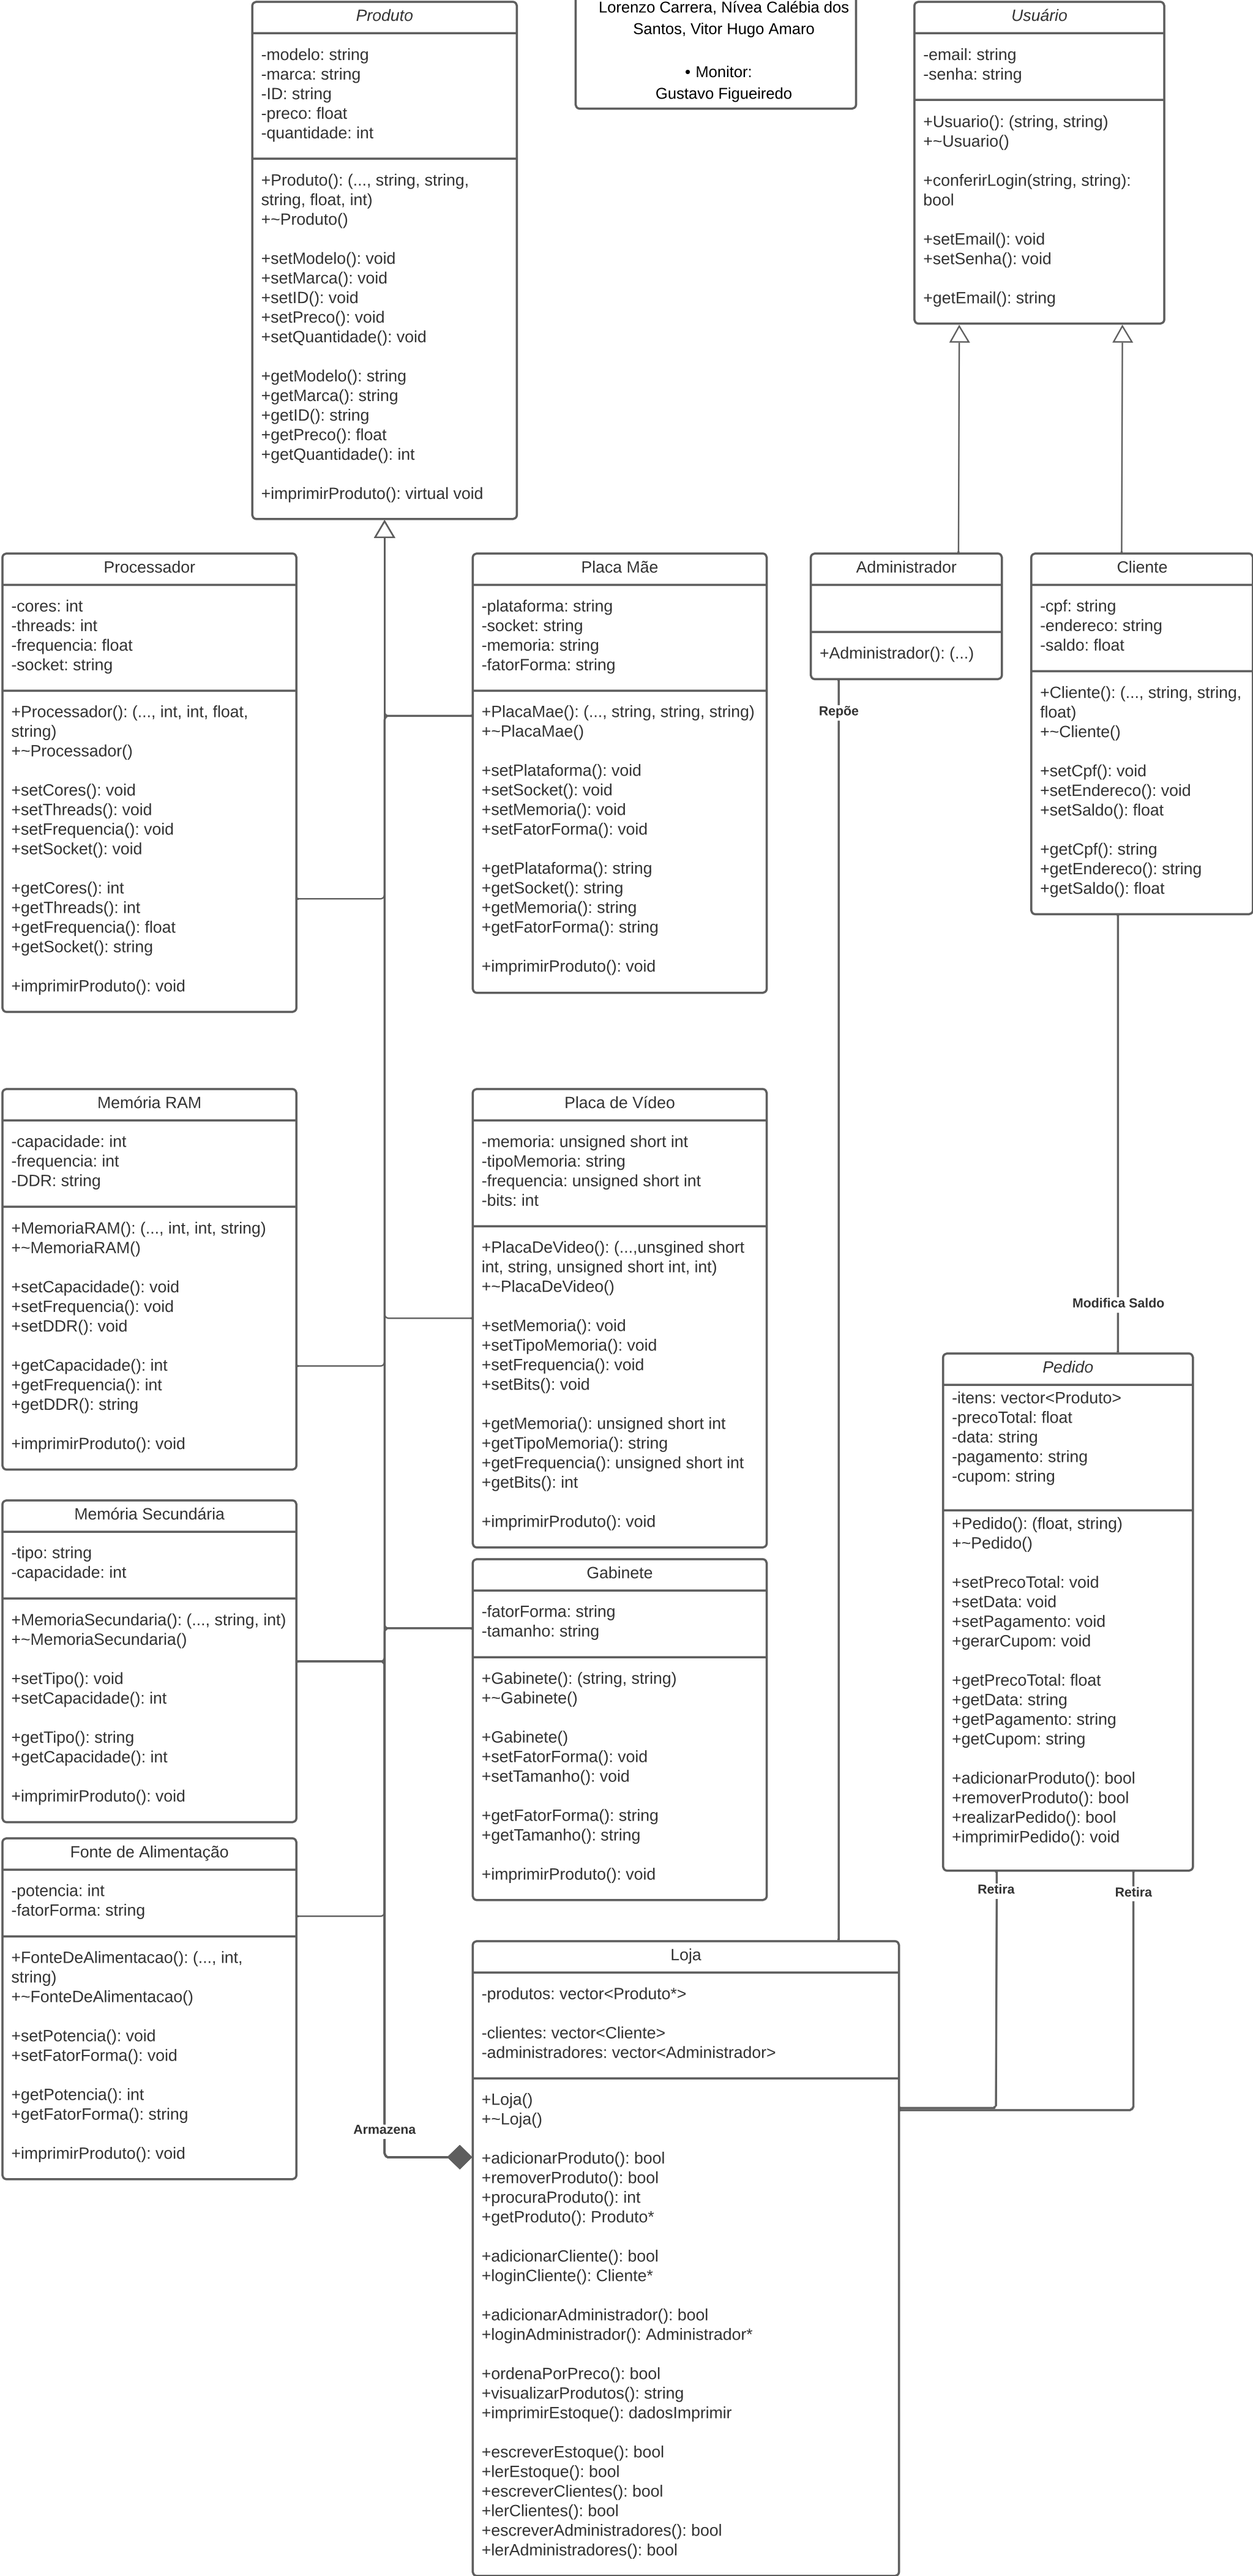 Produto
-modelo: string
-marca: string
-ID: string
-preco: float
-quantidade: int
+Produto(): (..., string, string,
string, float, int)
+~Produto()
+setModelo(): void
+setMarca(): void
+setID(): void
+setPreco(): void
+setQuantidade(): void
+getModelo(): string
+getMarca(): string
+getID(): string
+getPreco(): float
+getQuantidade(): int
+imprimirProduto(): virtual void
Lorenzo Carrera, Nívea Calébia dos
Santos, Vitor Hugo Amaro
• Monitor:
Gustavo Figueiredo
Usuário
-email: string
-senha: string
+Usuario(): (string, string)
+~Usuario()
+conferirLogin(string, string):
bool
+setEmail(): void
+setSenha(): void
+getEmail(): string
Processador
-cores: int
-threads: int
-frequencia: float
-socket: string
+Processador(): (..., int, int, float,
string)
+~Processador()
+setCores(): void
+setThreads(): void
+setFrequencia(): void
+setSocket(): void
+getCores(): int
+getThreads(): int
+getFrequencia(): float
+getSocket(): string
+imprimirProduto(): void
Placa Mãe
-plataforma: string
-socket: string
-memoria: string
-fatorForma: string
+PlacaMae(): (..., string, string, string)
+~PlacaMae()
+setPlataforma(): void
+setSocket(): void
+setMemoria(): void
+setFatorForma(): void
+getPlataforma(): string
+getSocket(): string
+getMemoria(): string
+getFatorForma(): string
+imprimirProduto(): void
Administrador
+Administrador(): (...)
Repõe
Cliente
-cpf: string
-endereco: string
-saldo: float
+Cliente(): (..., string, string,
float)
+~Cliente()
+setCpf(): void
+setEndereco(): void
+setSaldo(): float
+getCpf(): string
+getEndereco(): string
+getSaldo(): float
Memória RAM
-capacidade: int
-frequencia: int
-DDR: string
+MemoriaRAM(): (..., int, int, string)
+~MemoriaRAM()
+setCapacidade(): void
+setFrequencia(): void
+setDDR(): void
+getCapacidade(): int
+getFrequencia(): int
+getDDR(): string
+imprimirProduto(): void
Placa de Vídeo
-memoria: unsigned short int
-tipoMemoria: string
-frequencia: unsigned short int
-bits: int
+PlacaDeVideo(): (...,unsgined short
int, string, unsigned short int, int)
+~PlacaDeVideo()
+setMemoria(): void
+setTipoMemoria(): void
+setFrequencia(): void
+setBits(): void
+getMemoria(): unsigned short int
+getTipoMemoria(): string
+getFrequencia(): unsigned short int
+getBits(): int
+imprimirProduto(): void
Modifica Saldo
Pedido
-itens: vector<Produto>
-precoTotal: float
-data: string
-pagamento: string
-cupom: string
+Pedido(): (float, string)
+~Pedido()
+setPrecoTotal: void
+setData: void
+setPagamento: void
+gerarCupom: void
+getPrecoTotal: float
+getData: string
+getPagamento: string
+getCupom: string
+adicionarProduto(): bool
+removerProduto(): bool
+realizarPedido(): bool
+imprimirPedido(): void
Retira
Retira
Memória Secundária
-tipo: string
-capacidade: int
+MemoriaSecundaria(): (..., string, int)
+~MemoriaSecundaria()
+setTipo(): void
+setCapacidade(): int
+getTipo(): string
+getCapacidade(): int
+imprimirProduto(): void
Gabinete
-fatorForma: string
-tamanho: string
+Gabinete(): (string, string)
+~Gabinete()
+Gabinete()
+setFatorForma(): void
+setTamanho(): void
+getFatorForma(): string
+getTamanho(): string
+imprimirProduto(): void
Fonte de Alimentação
-potencia: int
-fatorForma: string
+FonteDeAlimentacao(): (..., int,
string)
+~FonteDeAlimentacao()
+setPotencia(): void
+setFatorForma(): void
+getPotencia(): int
+getFatorForma(): string
+imprimirProduto(): void
Armazena
Loja
-produtos: vector<Produto*>
-clientes: vector<Cliente>
-administradores: vector<Administrador>
+Loja()
+~Loja()
+adicionarProduto(): bool
+removerProduto(): bool
+procuraProduto(): int
+getProduto(): Produto*
+adicionarCliente(): bool
+loginCliente(): Cliente*
+adicionarAdministrador(): bool
+loginAdministrador(): Administrador*
+ordenaPorPreco(): bool
+visualizarProdutos(): string
+imprimirEstoque(): dadosImprimir
+escreverEstoque(): bool
+lerEstoque(): bool
+escreverClientes(): bool
+lerClientes(): bool
+escreverAdministradores(): bool
+lerAdministradores(): bool